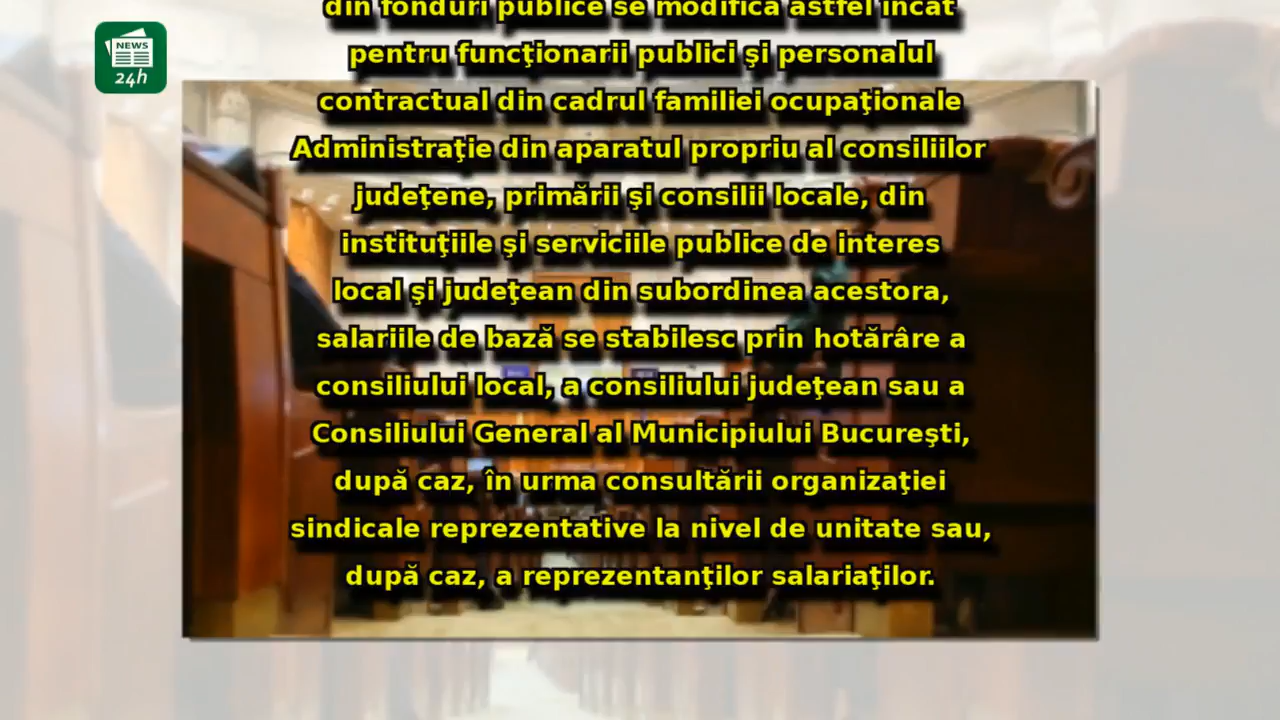 din fonduri publice se modifică astfel încât
NEWS
24h
pentru funcţionarii publici şi personalul
contractual din cadrul familiei ocupaţionale
Administraţie din aparatul propriu al consiliilor
judeţene, primării şi consilii locale, din
instituţiile şi serviciile publice de interes
local şi judeţean din subordinea acestora,
salariile de bază se stabilesc prin hotărâre a
consiliului local, a consiliului judeţean sau a
Consiliului General al Municipiului Bucureşti,
după caz, în urma consultării organizaţiei
sindicale reprezentative la nivel de unitate sau,
după caz, a reprezentanţilor salariaţilor.